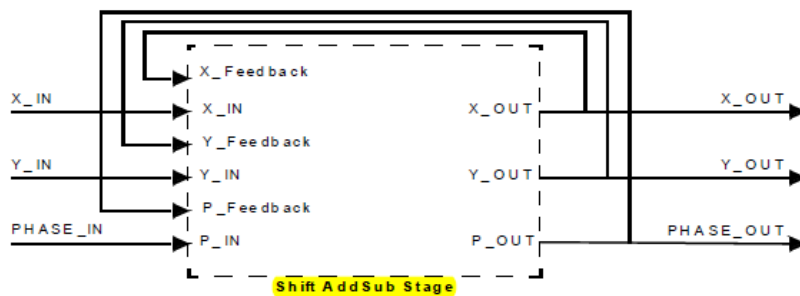 X_Feedback
X_IN X_IN X_OUT X_OUT
Y_Feedback
Y_IN Y_IN Y_OUT Y_OUT
P_Feedback
PHASE_IN P_IN P_OUT PHASE_OUT
Shift AddSub Stage